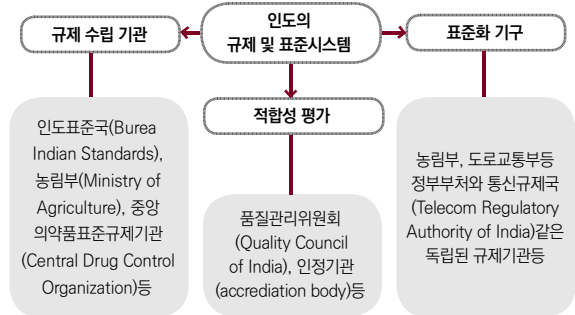 인도의
규제 및 표준시스템
규제 수립 기관
인도표준국(Burea
Indian Standards),
농림부(Ministry of
Agriculture), 중앙
의약품표준규제기관
(Central Drug Control
Organization)등
적합성 평가
품질관리위원회
(Quality Council
of India), 인정기관
(accrediation body)등
표준화 기구
농림부, 도로교통부등
정부부처와 통신규제국
(Telecom Regulatory
Authority of India)같은
독립된 규제기관등